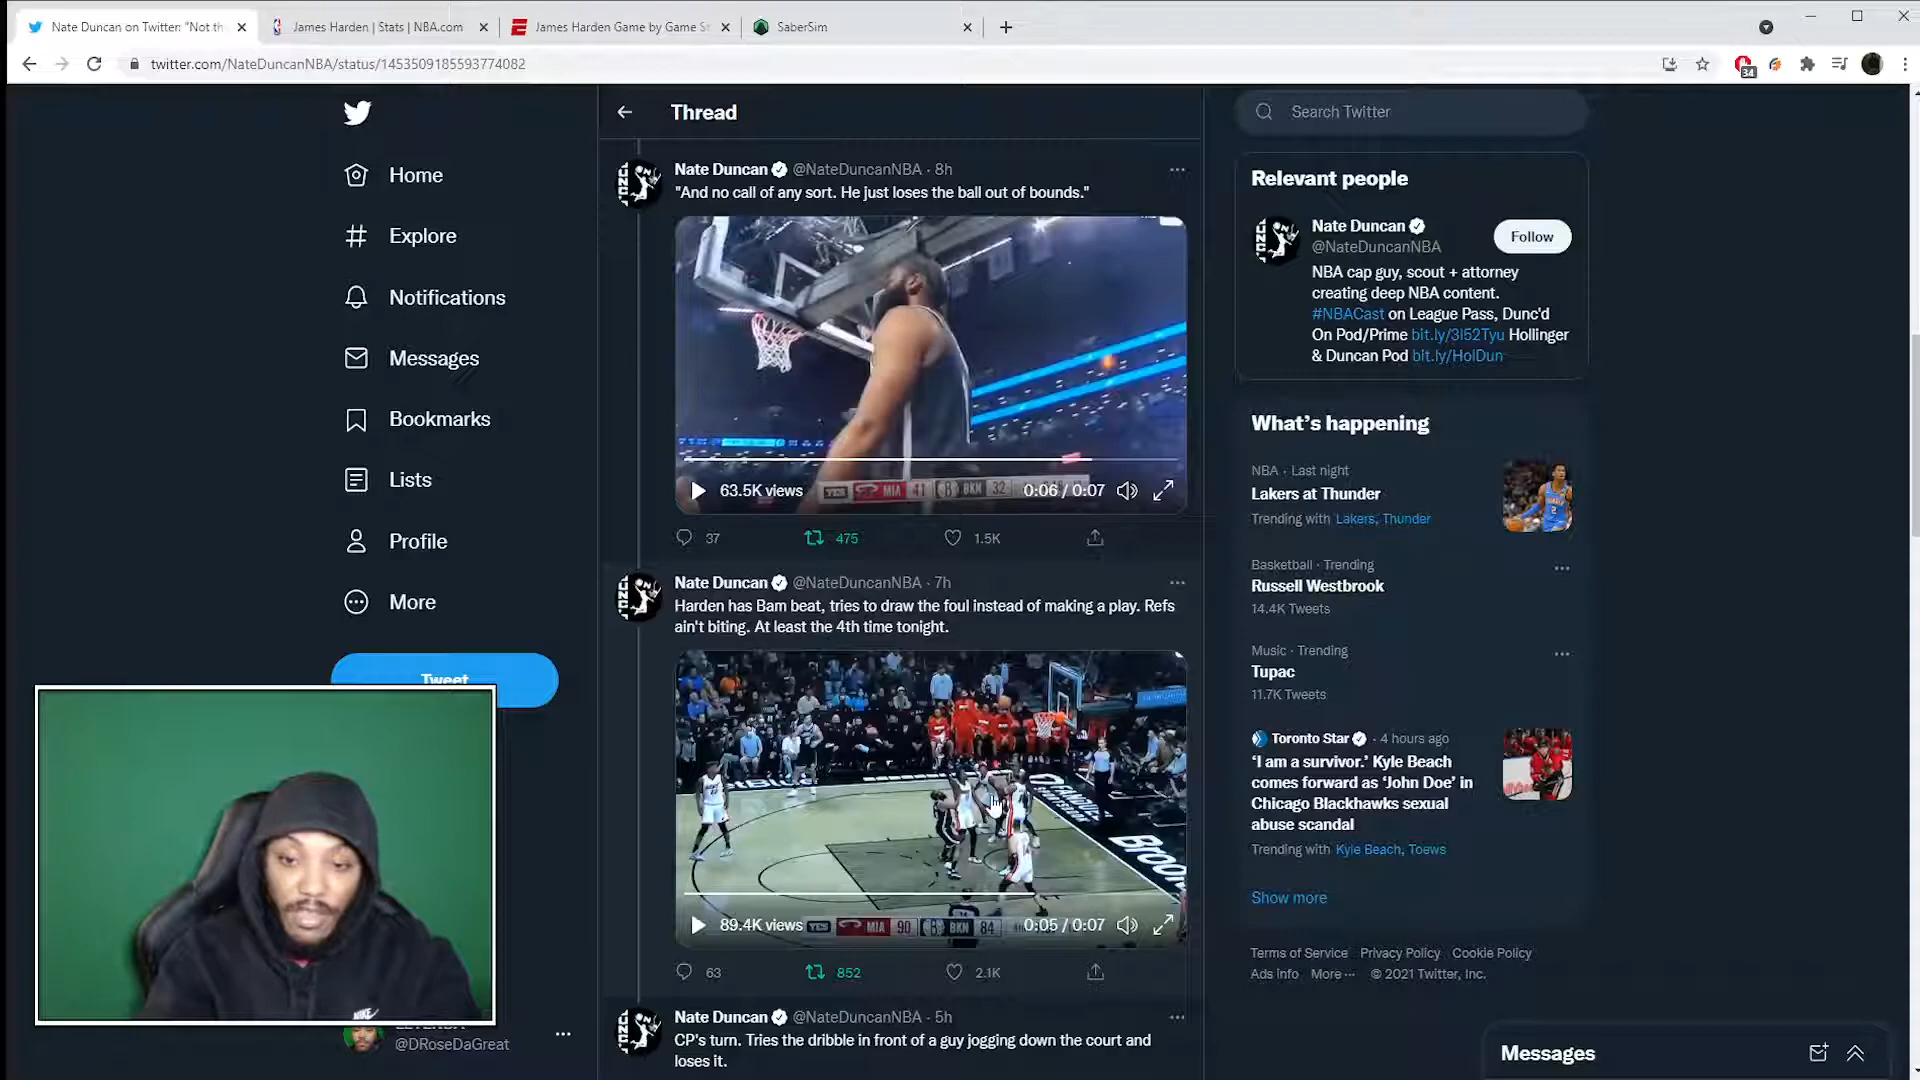 Nate Duncan on Twitter: "Not th
James Harden | Stats | NBA.com
James Harden Game by Game St
SaberSim
twitter.com/NateDuncanNBA/status/1453509185593774082
34
Home
Explore
Notifications
Messages
Bookmarks
Lists
Profile
More
Tweet
@DRoseDaGreat
Thread
Nate Duncan @NateDuncanNBA · 8h
"And no call of any sort. He just loses the ball out of bounds."
63.5K views
YES MIA 41 BKN 32
0:06 / 0:07
37
475
1.5K
Nate Duncan @NateDuncanNBA · 7h
Harden has Bam beat, tries to draw the foul instead of making a play. Refs
ain't biting. At least the 4th time tonight.
Brook
89.4K views
YES MIA 90 BKN 84
0:05 / 0:07
63
852
2.1K
Nate Duncan @NateDuncanNBA · 5h
CP's turn. Tries the dribble in front of a guy jogging down the court and
loses it.
Search Twitter
Relevant people
Nate Duncan
@NateDuncanNBA
Follow
NBA cap guy, scout + attorney
creating deep NBA content.
#NBACast on League Pass, Dunc'd
On Pod/Prime bit.ly/3l52Tyu Hollinger
& Duncan Pod bit.ly/HolDun
What's happening
NBA · Last night
Lakers at Thunder
Trending with Lakers, Thunder
Basketball · Trending
Russell Westbrook
14.4K Tweets
Music · Trending
Tupac
11.7K Tweets
Toronto Star · 4 hours ago
'I am a survivor.' Kyle Beach
comes forward as 'John Doe' in
Chicago Blackhawks sexual
abuse scandal
Trending with Kyle Beach, Toews
Show more
Terms of Service Privacy Policy Cookie Policy
Ads info More ··· © 2021 Twitter, Inc.
Messages